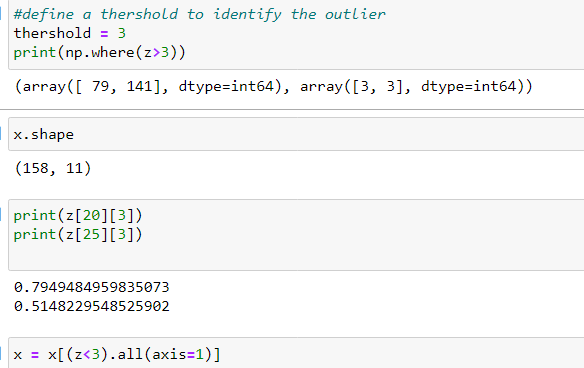 #define a thershold to identify the outlier
thershold = 3
print(np.where(z>3))
(array([ 79, 141], dtype=int64), array([3, 3], dtype=int64))
x.shape
(158, 11)
print(z[20][3])
print(z[25][3])
0.7949484959835073
0.5148229548525902
x = x[(z<3).all(axis=1)]